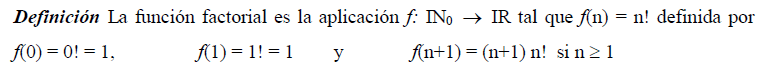 Definición La función factorial es la aplicación f: IN₀ → IR tal que f(n) = n! definida por
f(0) = 0! = 1, f(1) = 1! = 1 y f(n+1) = (n+1) n! si n ≥ 1